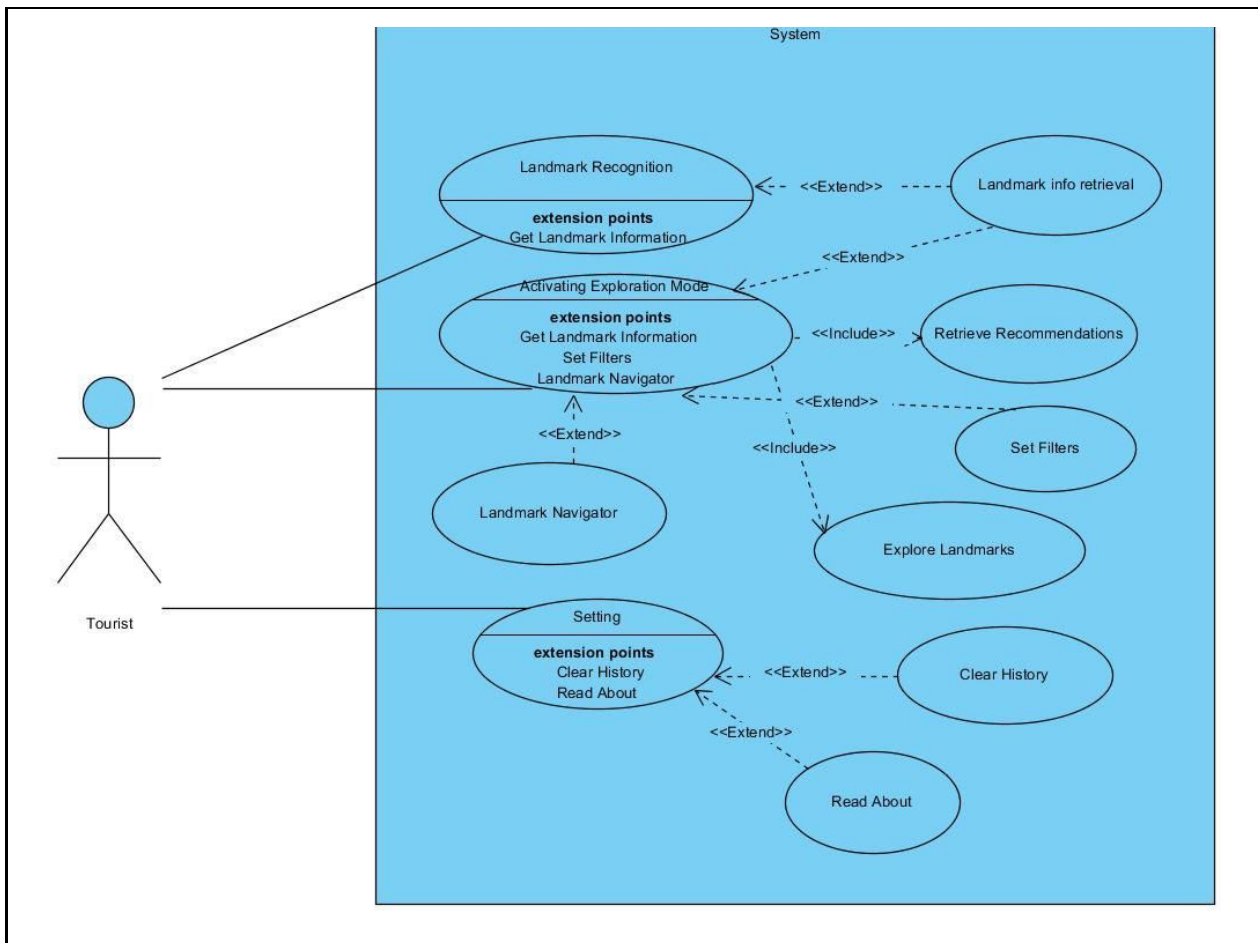 System
Landmark Recognition
extension points
Get Landmark Information
<<Extend>>
Landmark info retrieval
<<Extend>>
Activating Exploration Mode
extension points
Get Landmark Information
Set Filters
Landmark Navigator
<<Include>>
Retrieve Recommendations
<<Extend>>
Set Filters
<<Extend>>
<<Include>>
Landmark Navigator
Explore Landmarks
Tourist
Setting
extension points
Clear History
Read About
<<Extend>>
Clear History
<<Extend>>
Read About